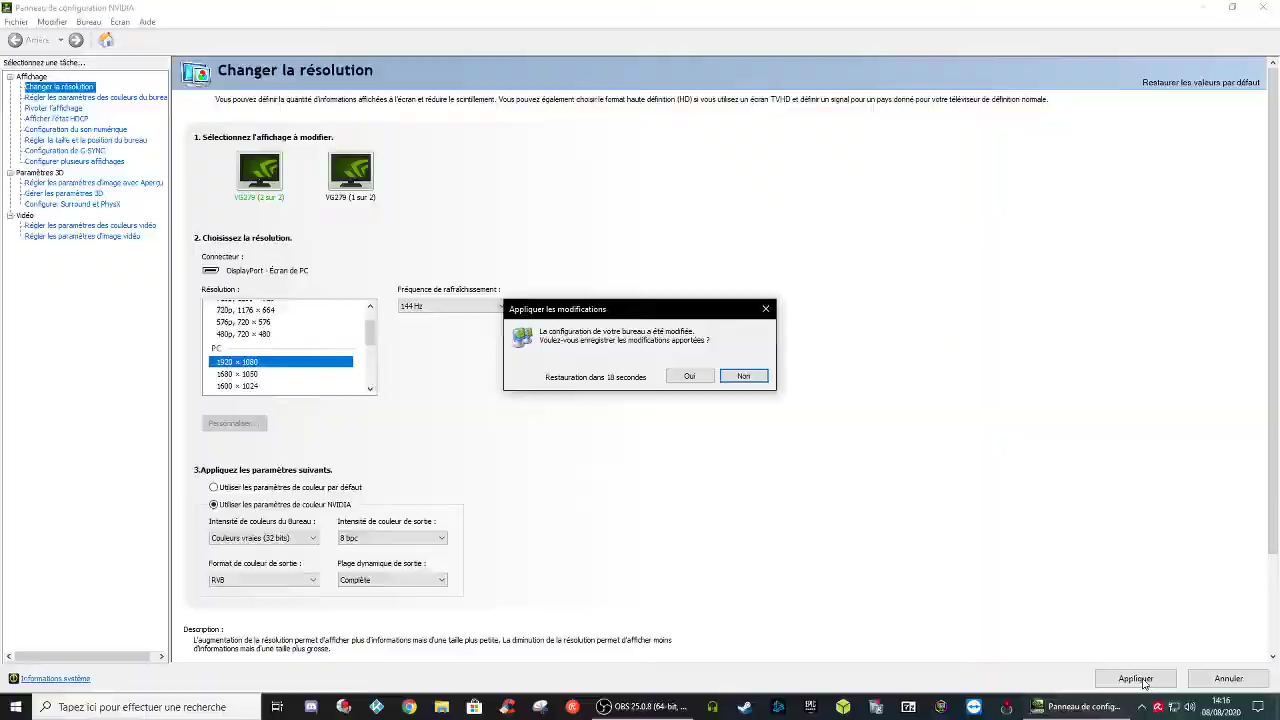 Panneau de configuration NVIDIA
Fichier Modifier Bureau Écran Aide
Arrière
Sélectionnez une tâche...
Affichage
Changer la résolution
Régler les paramètres des couleurs du burea
Pivoter l'affichage
Afficher l'état HDCP
Configuration du son numérique
Régler la taille et la position du bureau
Configuration de G-SYNC
Configurer plusieurs affichages
Paramètres 3D
Régler les paramètres d'image avec Aperçu
Gérer les paramètres 3D
Configurer Surround et PhysX
Vidéo
Régler les paramètres des couleurs vidéo
Régler les paramètres d'image vidéo
Informations système
Changer la résolution
Restaurer les valeurs par défaut
Vous pouvez définir la quantité d'informations affichées à l'écran et réduire le scintillement. Vous pouvez également choisir le format haute définition (HD) si vous utilisez un écran TVHD et définir un signal pour un pays donné pour votre téléviseur de définition normale.
1. Sélectionnez l'affichage à modifier.
VG279 (2 sur 2) VG279 (1 sur 2)
2. Choisissez la résolution.
Connecteur :
DisplayPort - Écran de PC
Résolution :
Fréquence de rafraîchissement :
144 Hz
720p, 1176 × 664
576p, 720 × 576
480p, 720 × 480
PC
1920 × 1080
1680 × 1050
1600 × 1024
Personnaliser...
Appliquer les modifications
La configuration de votre bureau a été modifiée.
Voulez-vous enregistrer les modifications apportées ?
Restauration dans 18 secondes
Oui
Non
3.Appliquez les paramètres suivants.
Utiliser les paramètres de couleur par défaut
Utiliser les paramètres de couleur NVIDIA
Intensité de couleurs du Bureau : Intensité de couleur de sortie :
Couleurs vraies (32 bits) 8 bpc
Format de couleur de sortie : Plage dynamique de sortie :
RVB Complète
Description :
L'augmentation de la résolution permet d'afficher plus d'informations mais d'une taille plus petite. La diminution de la résolution permet d'afficher moins
d'informations mais d'une taille plus grosse.
Appliquer Annuler
Tapez ici pour effectuer une recherche
OBS 25.0.8 (64-bit, ...
Panneau de config...
14:16
08/08/2020